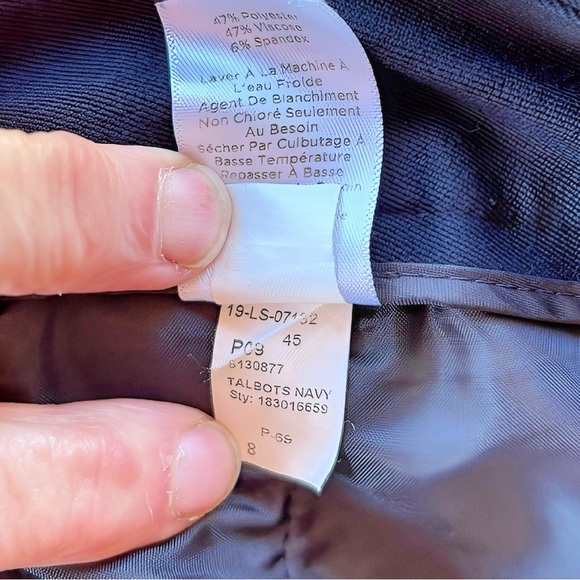 47% Polyester
47% Viscose
6% Spandex
Laver À La Machine À
L'eau Froide
Agent De Blanchiment
Non Chloré Seulement
Au Besoin
Sécher Par Culbutage À
Basse Température
Repasser À Basse
19-LS-07132
45
P09
6130877
TALBOTS NAVY
Sty: 183016659
P-69
8